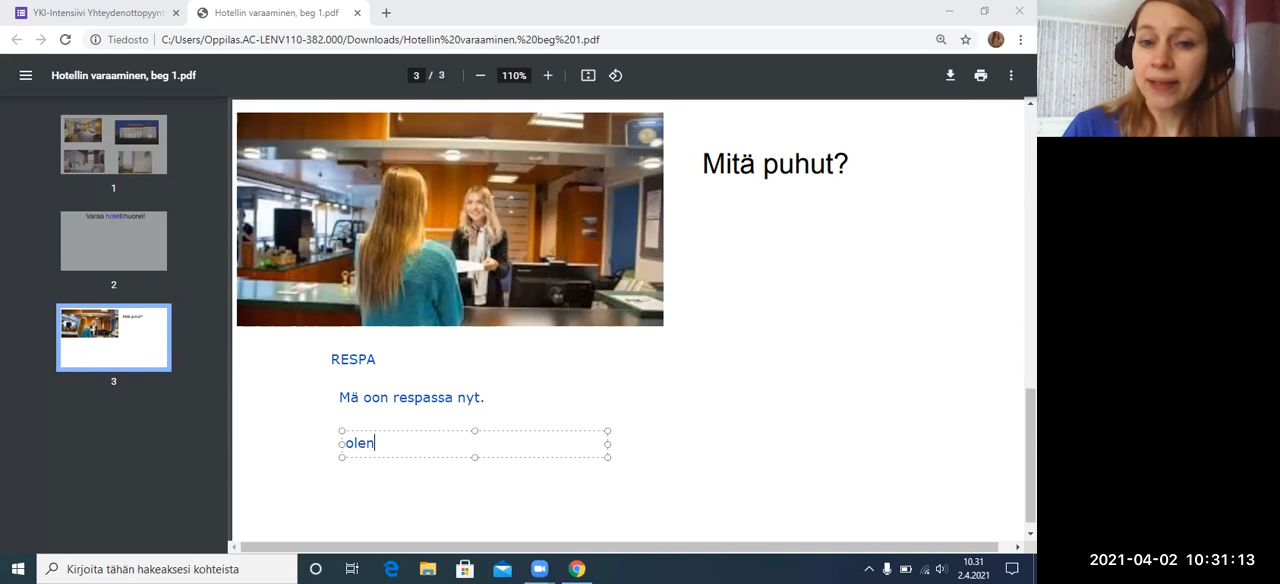 YKI-Intensiivi Yhteydenottopyyn
Hotellin varaaminen, beg 1.pdf
Tiedosto
C:/Users/Oppilas.AC-LENV110-382.000/Downloads/Hotellin%20varaaminen,%20beg%201.pdf
Hotellin varaaminen, beg 1.pdf
3 / 3
110%
1
Varaa hotellihuone!
2
Mitä puhut?
3
Mitä puhut?
RESPA
Mä oon respassa nyt.
olen
Kirjoita tähän hakeaksesi kohteista
10.31
2.4.2021
2021-04-02 10:31:13